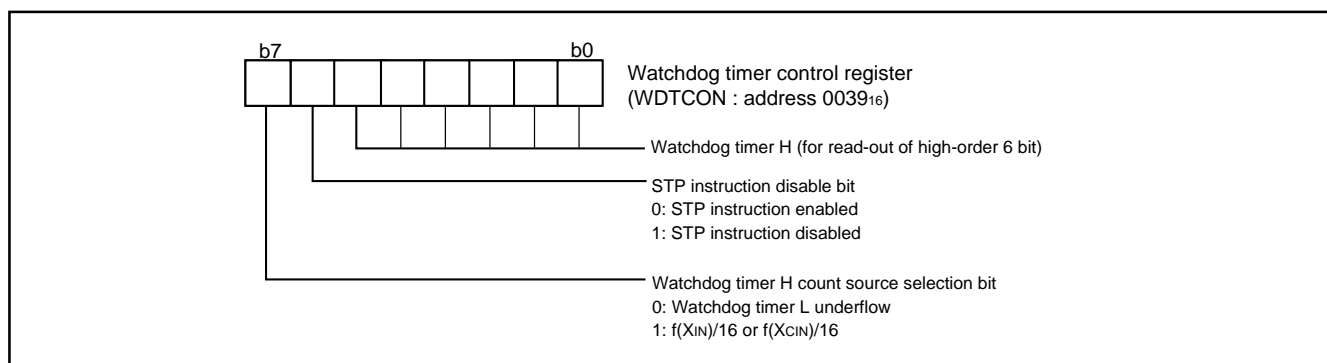 b7 b0
Watchdog timer control register
(WDTCON : address 0039₁₆)
Watchdog timer H (for read-out of high-order 6 bit)
STP instruction disable bit
0: STP instruction enabled
1: STP instruction disabled
Watchdog timer H count source selection bit
0: Watchdog timer L underflow
1: f(XIN)/16 or f(XCIN)/16